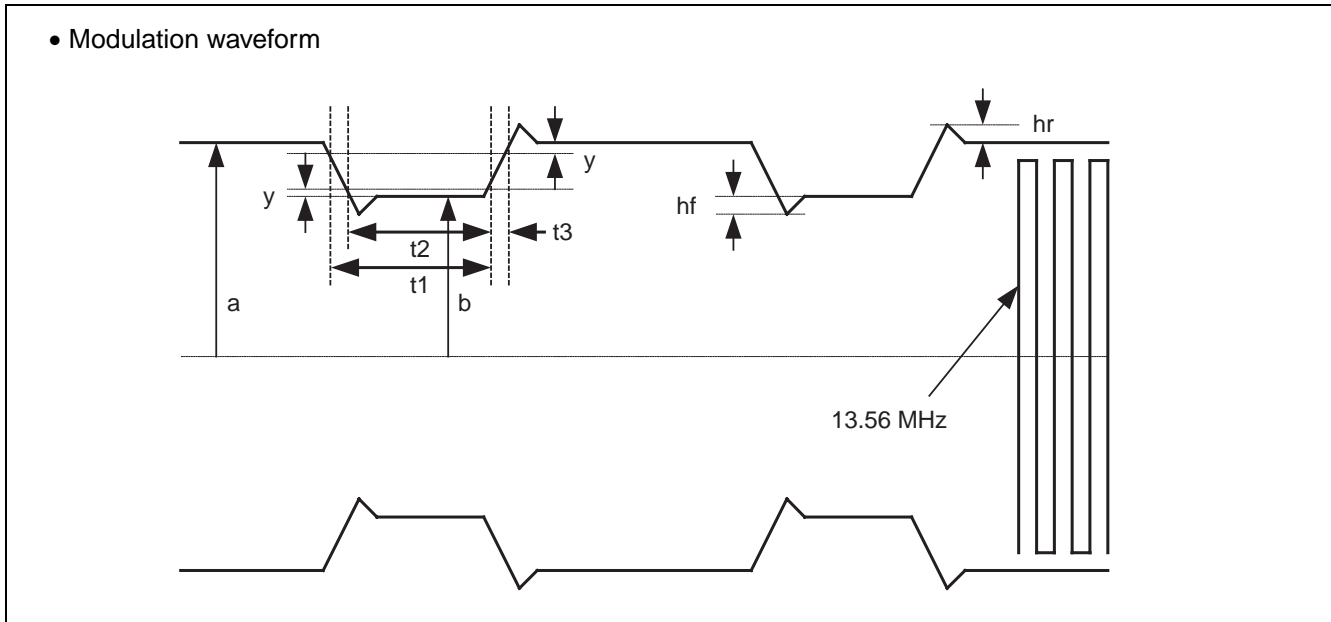 • Modulation waveform
hr
y
y
hf
t2
t3
t1
a
b
13.56 MHz